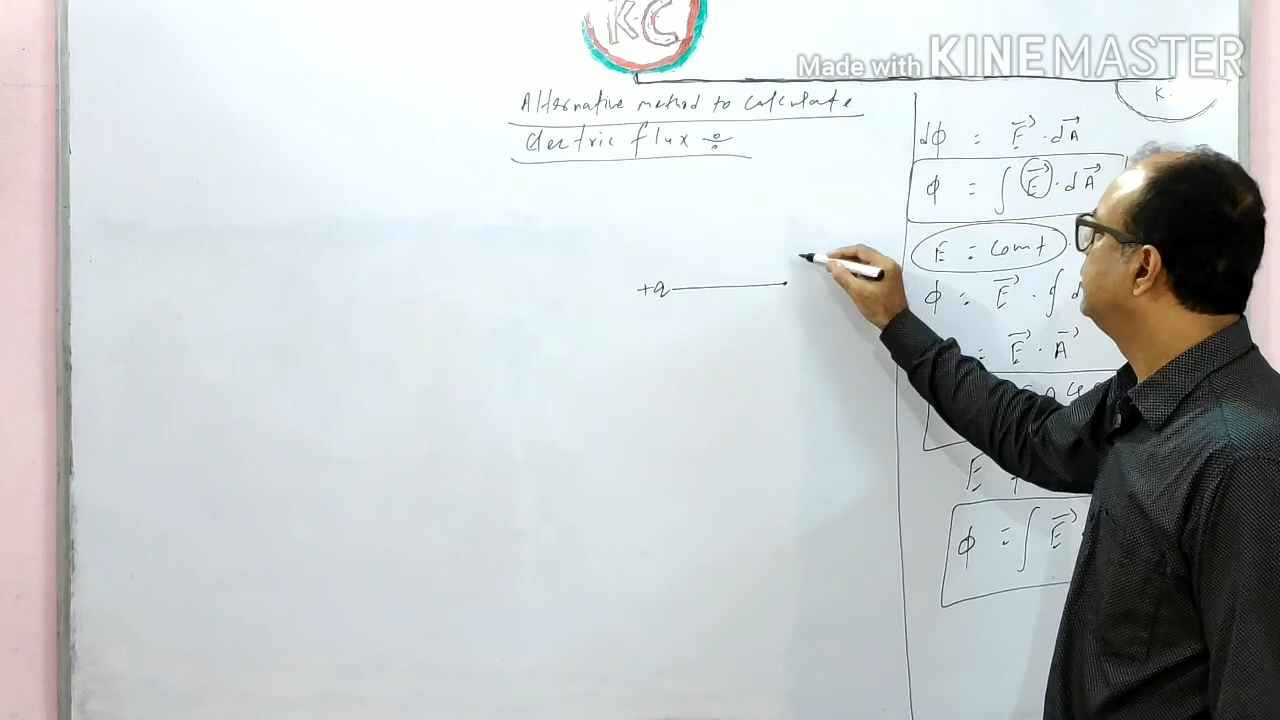 KC
Made with KINEMASTER
K.
Alternative method to calculate
electric flux
+q
dϕ = E⃗ · dA⃗
ϕ = ∫ E⃗ · dA⃗
E = const.
ϕ = E⃗ · ∮ d
= E⃗ · A⃗
E
ϕ = ∫ E⃗